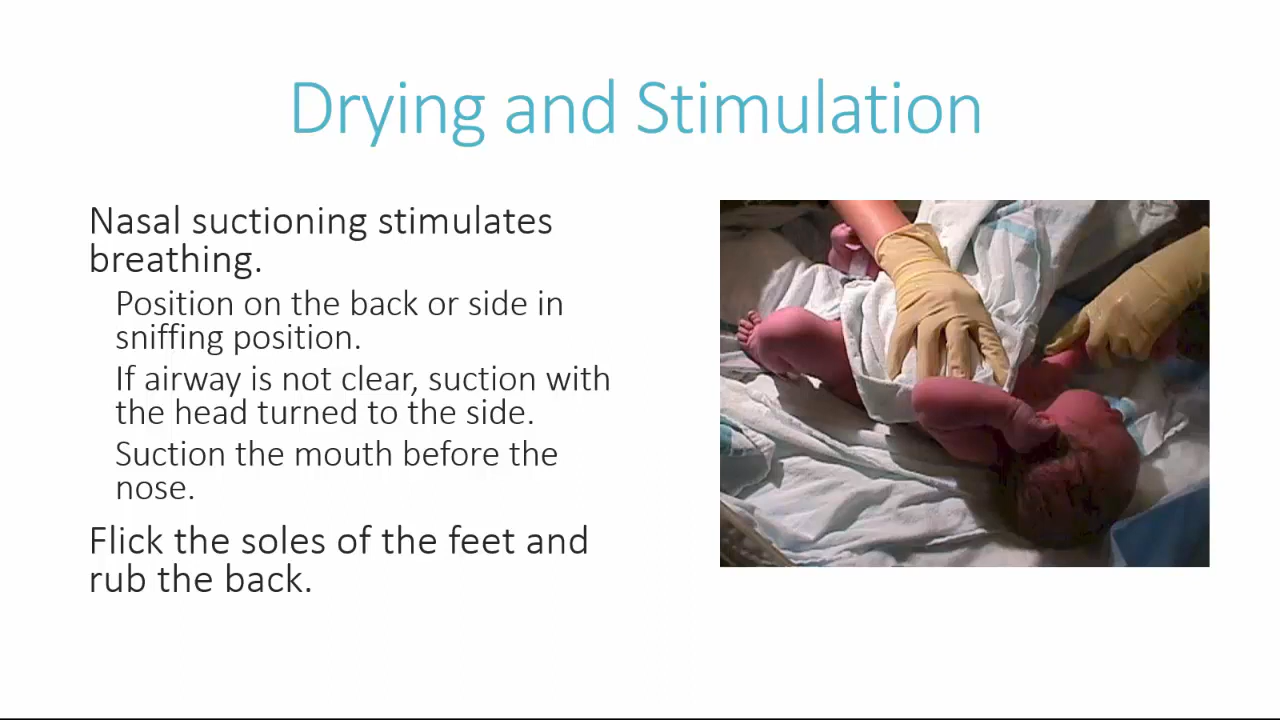 Drying and Stimulation
Nasal suctioning stimulates
breathing.
Position on the back or side in
sniffing position.
If airway is not clear, suction with
the head turned to the side.
Suction the mouth before the
nose.
Flick the soles of the feet and
rub the back.